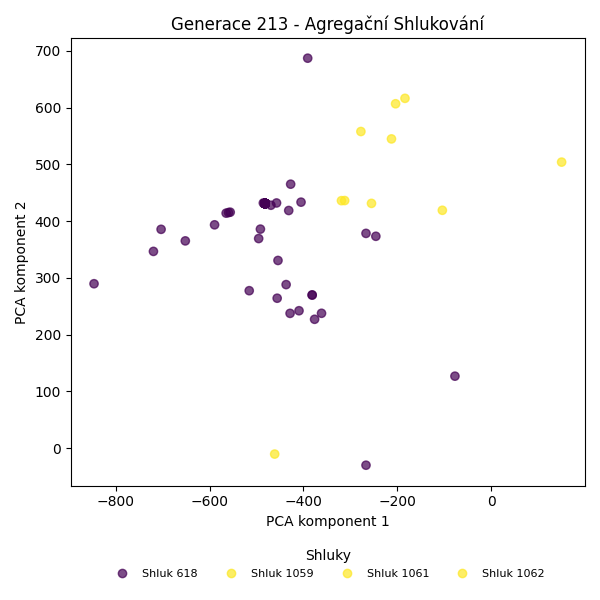 Generace 213 - Agregační Shlukování
700
600
500
400
300
200
100
0
PCA komponent 2
−800
−600
−400
−200
0
PCA komponent 1
Shluky
Shluk 618
Shluk 1059
Shluk 1061
Shluk 1062